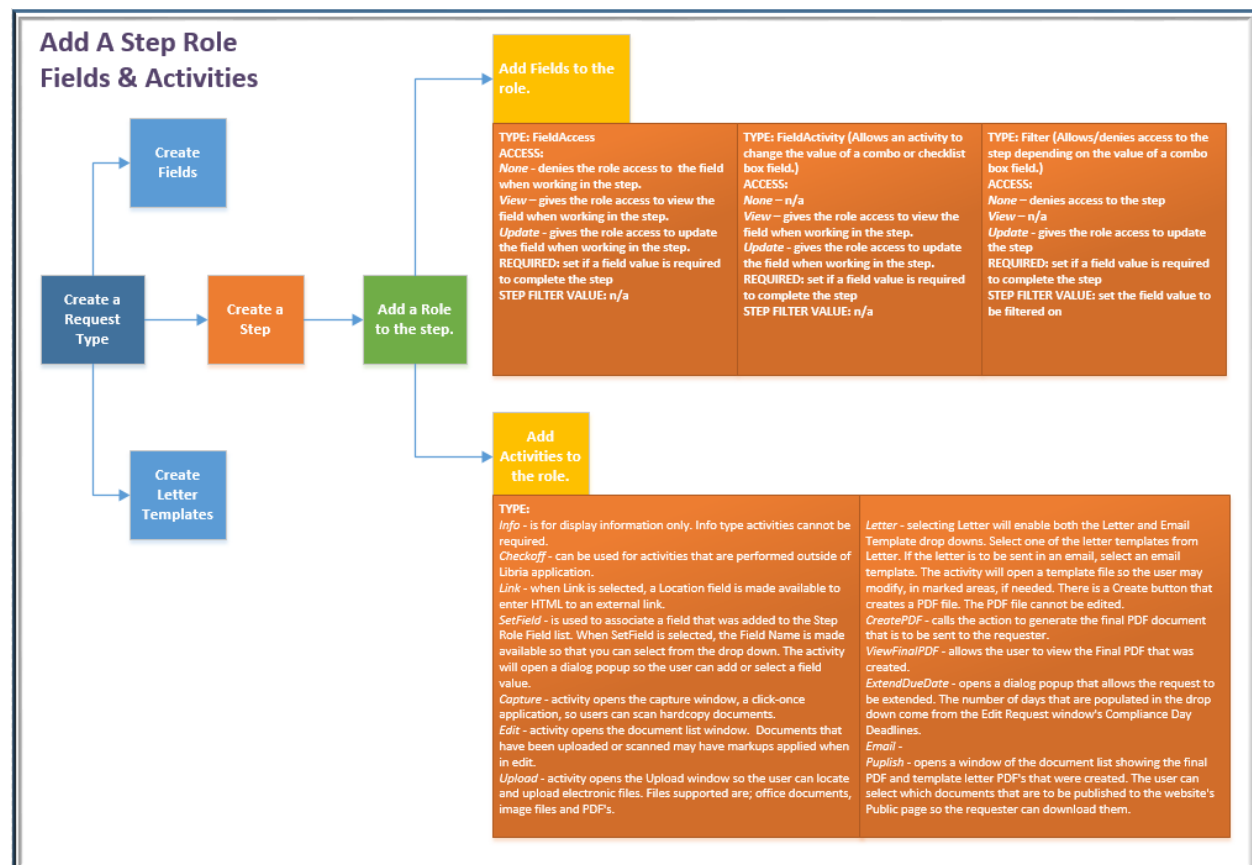 Add A Step Role
Fields & Activities
Create
Fields
Create a
Request
Type
Create
Letter
Templates
Create a
Step
Add a Role
to the step.
Add Fields to the
role.
TYPE: FieldAccess
ACCESS:
None - denies the role access to the field
when working in the step.
View – gives the role access to view the
field when working in the step.
Update - gives the role access to update
the field when working in the step.
REQUIRED: set if a field value is required
to complete the step
STEP FILTER VALUE: n/a
TYPE: FieldActivity (Allows an activity to
change the value of a combo or checklist
box field.)
ACCESS:
None – n/a
View – gives the role access to view the
field when working in the step.
Update - gives the role access to update
the field when working in the step.
REQUIRED: set if a field value is required
to complete the step
STEP FILTER VALUE: n/a
TYPE: Filter (Allows/denies access to the
step depending on the value of a combo
box field.)
ACCESS:
None – denies access to the step
View – n/a
Update - gives the role access to update
the step
REQUIRED: set if a field value is required
to complete the step
STEP FILTER VALUE: set the field value to
be filtered on
Add
Activities to
the role.
TYPE:
Info - is for display information only. Info type activities cannot be
required.
Checkoff - can be used for activities that are performed outside of
Libria application.
Link - when Link is selected, a Location field is made available to
enter HTML to an external link.
SetField - is used to associate a field that was added to the Step
Role Field list. When SetField is selected, the Field Name is made
available so that you can select from the drop down. The activity
will open a dialog popup so the user can add or select a field
value.
Capture - activity opens the capture window, a click-once
application, so users can scan hardcopy documents.
Edit - activity opens the document list window.  Documents that
have been uploaded or scanned may have markups applied when
in edit.
Upload - activity opens the Upload window so the user can locate
and upload electronic files. Files supported are; office documents,
image files and PDF's.
Letter - selecting Letter will enable both the Letter and Email
Template drop downs. Select one of the letter templates from
Letter. If the letter is to be sent in an email, select an email
template. The activity will open a template file so the user may
modify, in marked areas, if needed. There is a Create button that
creates a PDF file. The PDF file cannot be edited.
CreatePDF - calls the action to generate the final PDF document
that is to be sent to the requester.
ViewFinalPDF - allows the user to view the Final PDF that was
created.
ExtendDueDate - opens a dialog popup that allows the request to
be extended. The number of days that are populated in the drop
down come from the Edit Request window's Compliance Day
Deadlines.
Email -
Puplish - opens a window of the document list showing the final
PDF and template letter PDF's that were created. The user can
select which documents that are to be published to the website's
Public page so the requester can download them.